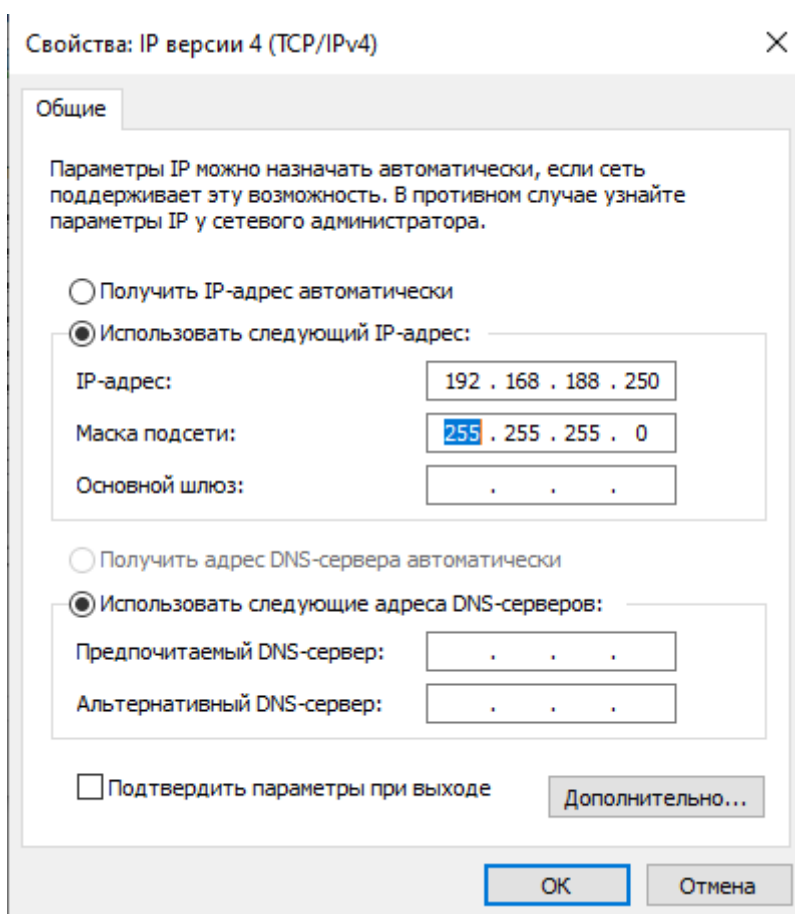 Свойства: IP версии 4 (TCP/IPv4)
Общие
Параметры IP можно назначать автоматически, если сеть
поддерживает эту возможность. В противном случае узнайте
параметры IP у сетевого администратора.
Получить IP-адрес автоматически
Использовать следующий IP-адрес:
IP-адрес: 192 . 168 . 188 . 250
Маска подсети: 255 . 255 . 255 . 0
Основной шлюз: . . .
Получить адрес DNS-сервера автоматически
Использовать следующие адреса DNS-серверов:
Предпочитаемый DNS-сервер: . . .
Альтернативный DNS-сервер: . . .
Подтвердить параметры при выходе Дополнительно...
ОК Отмена